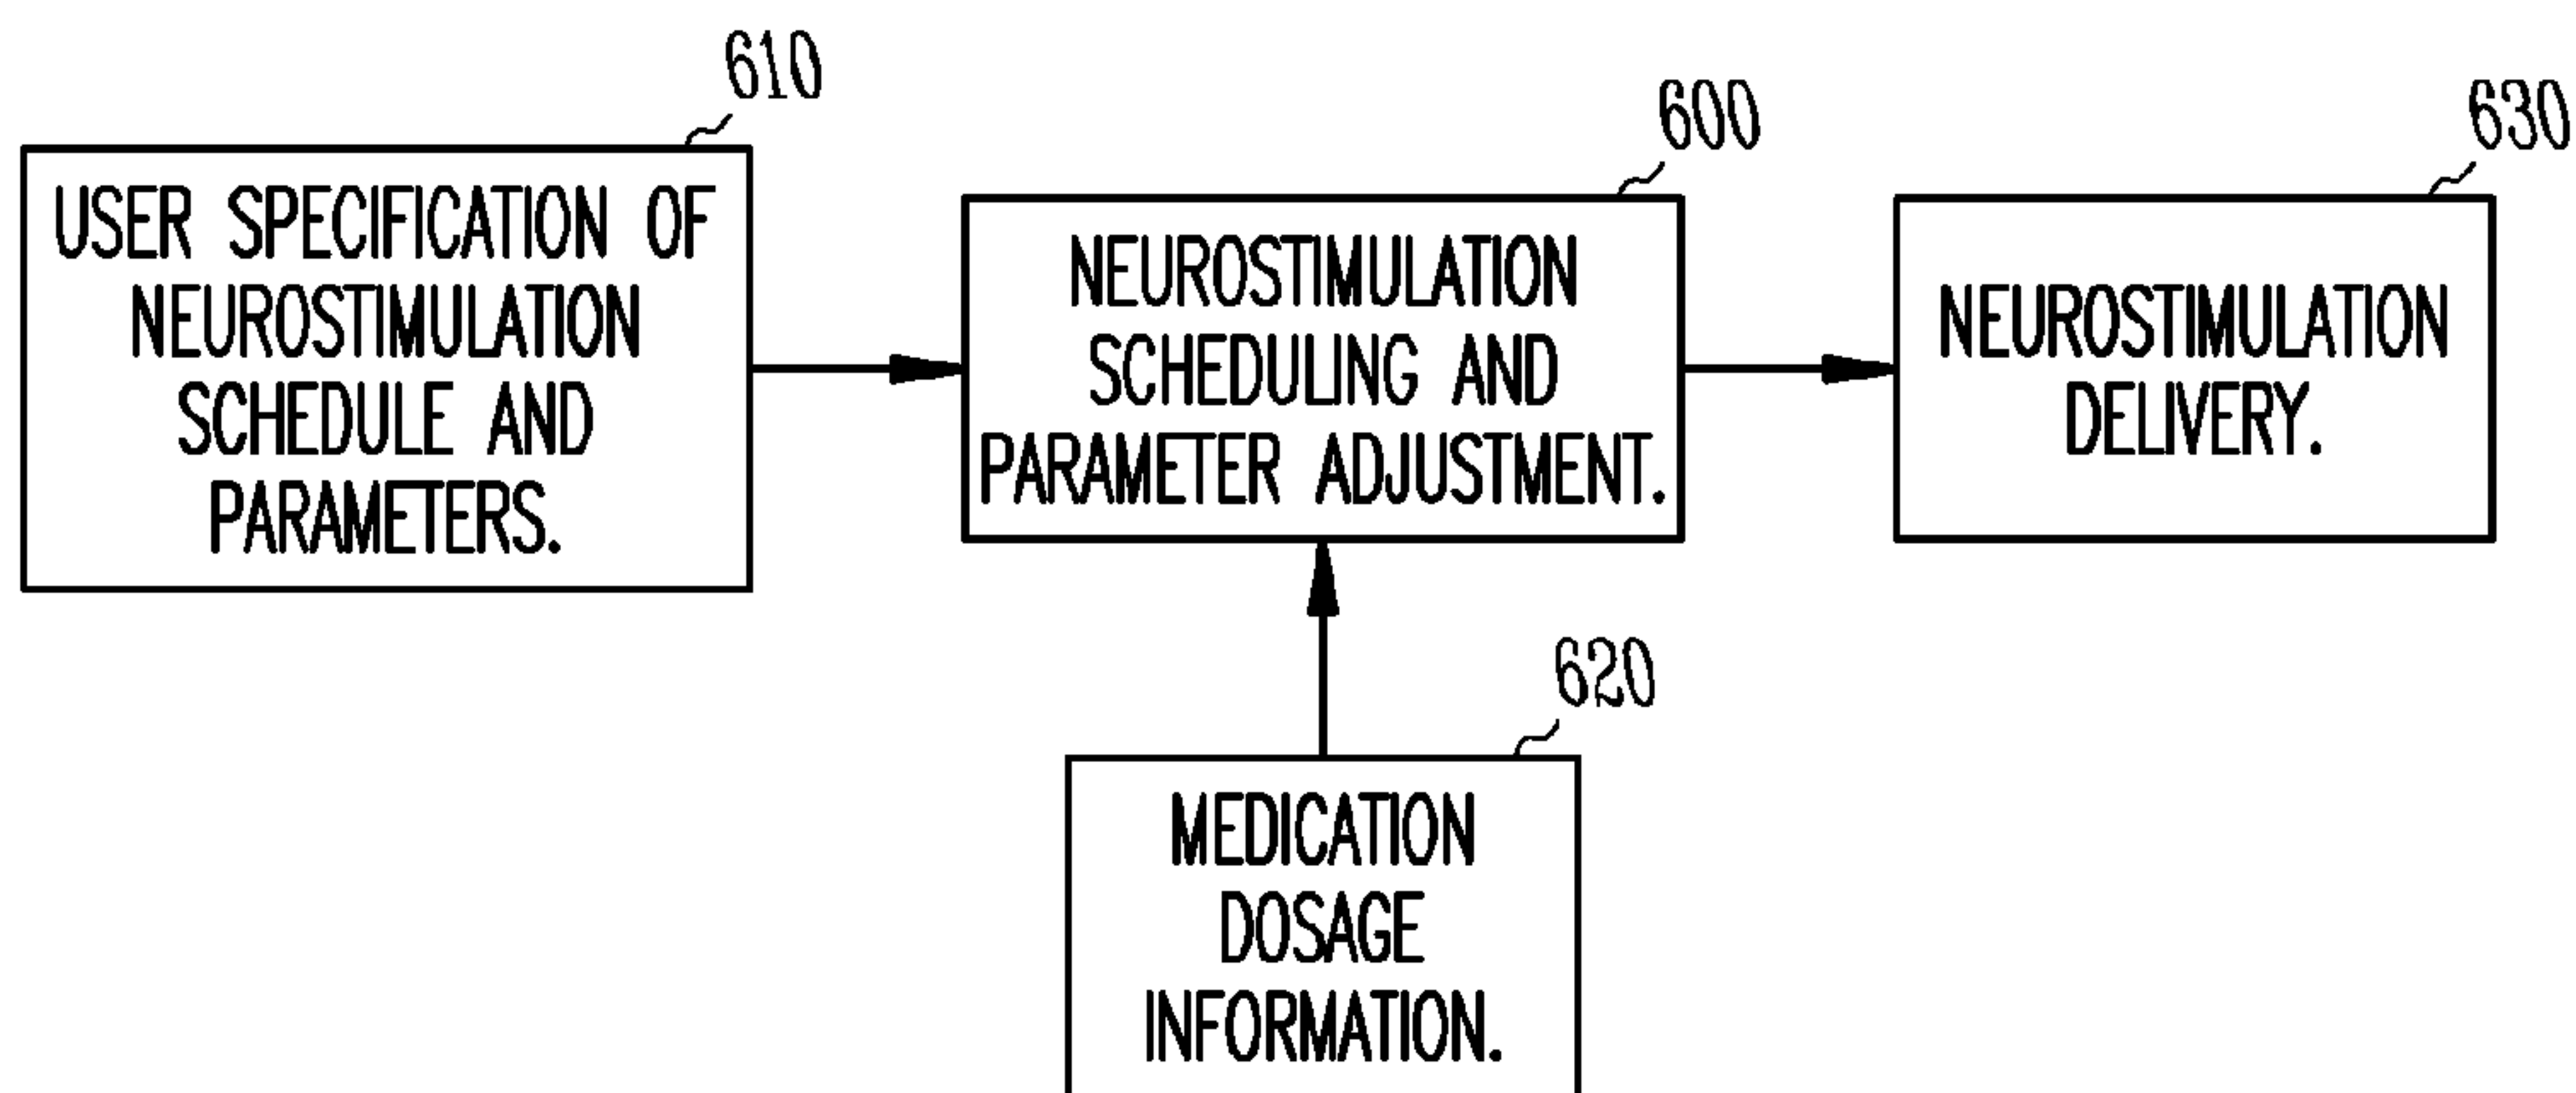 610
USER SPECIFICATION OF
NEUROSTIMULATION
SCHEDULE AND
PARAMETERS.
600
NEUROSTIMULATION
SCHEDULING AND
PARAMETER ADJUSTMENT.
630
NEUROSTIMULATION
DELIVERY.
620
MEDICATION
DOSAGE
INFORMATION.